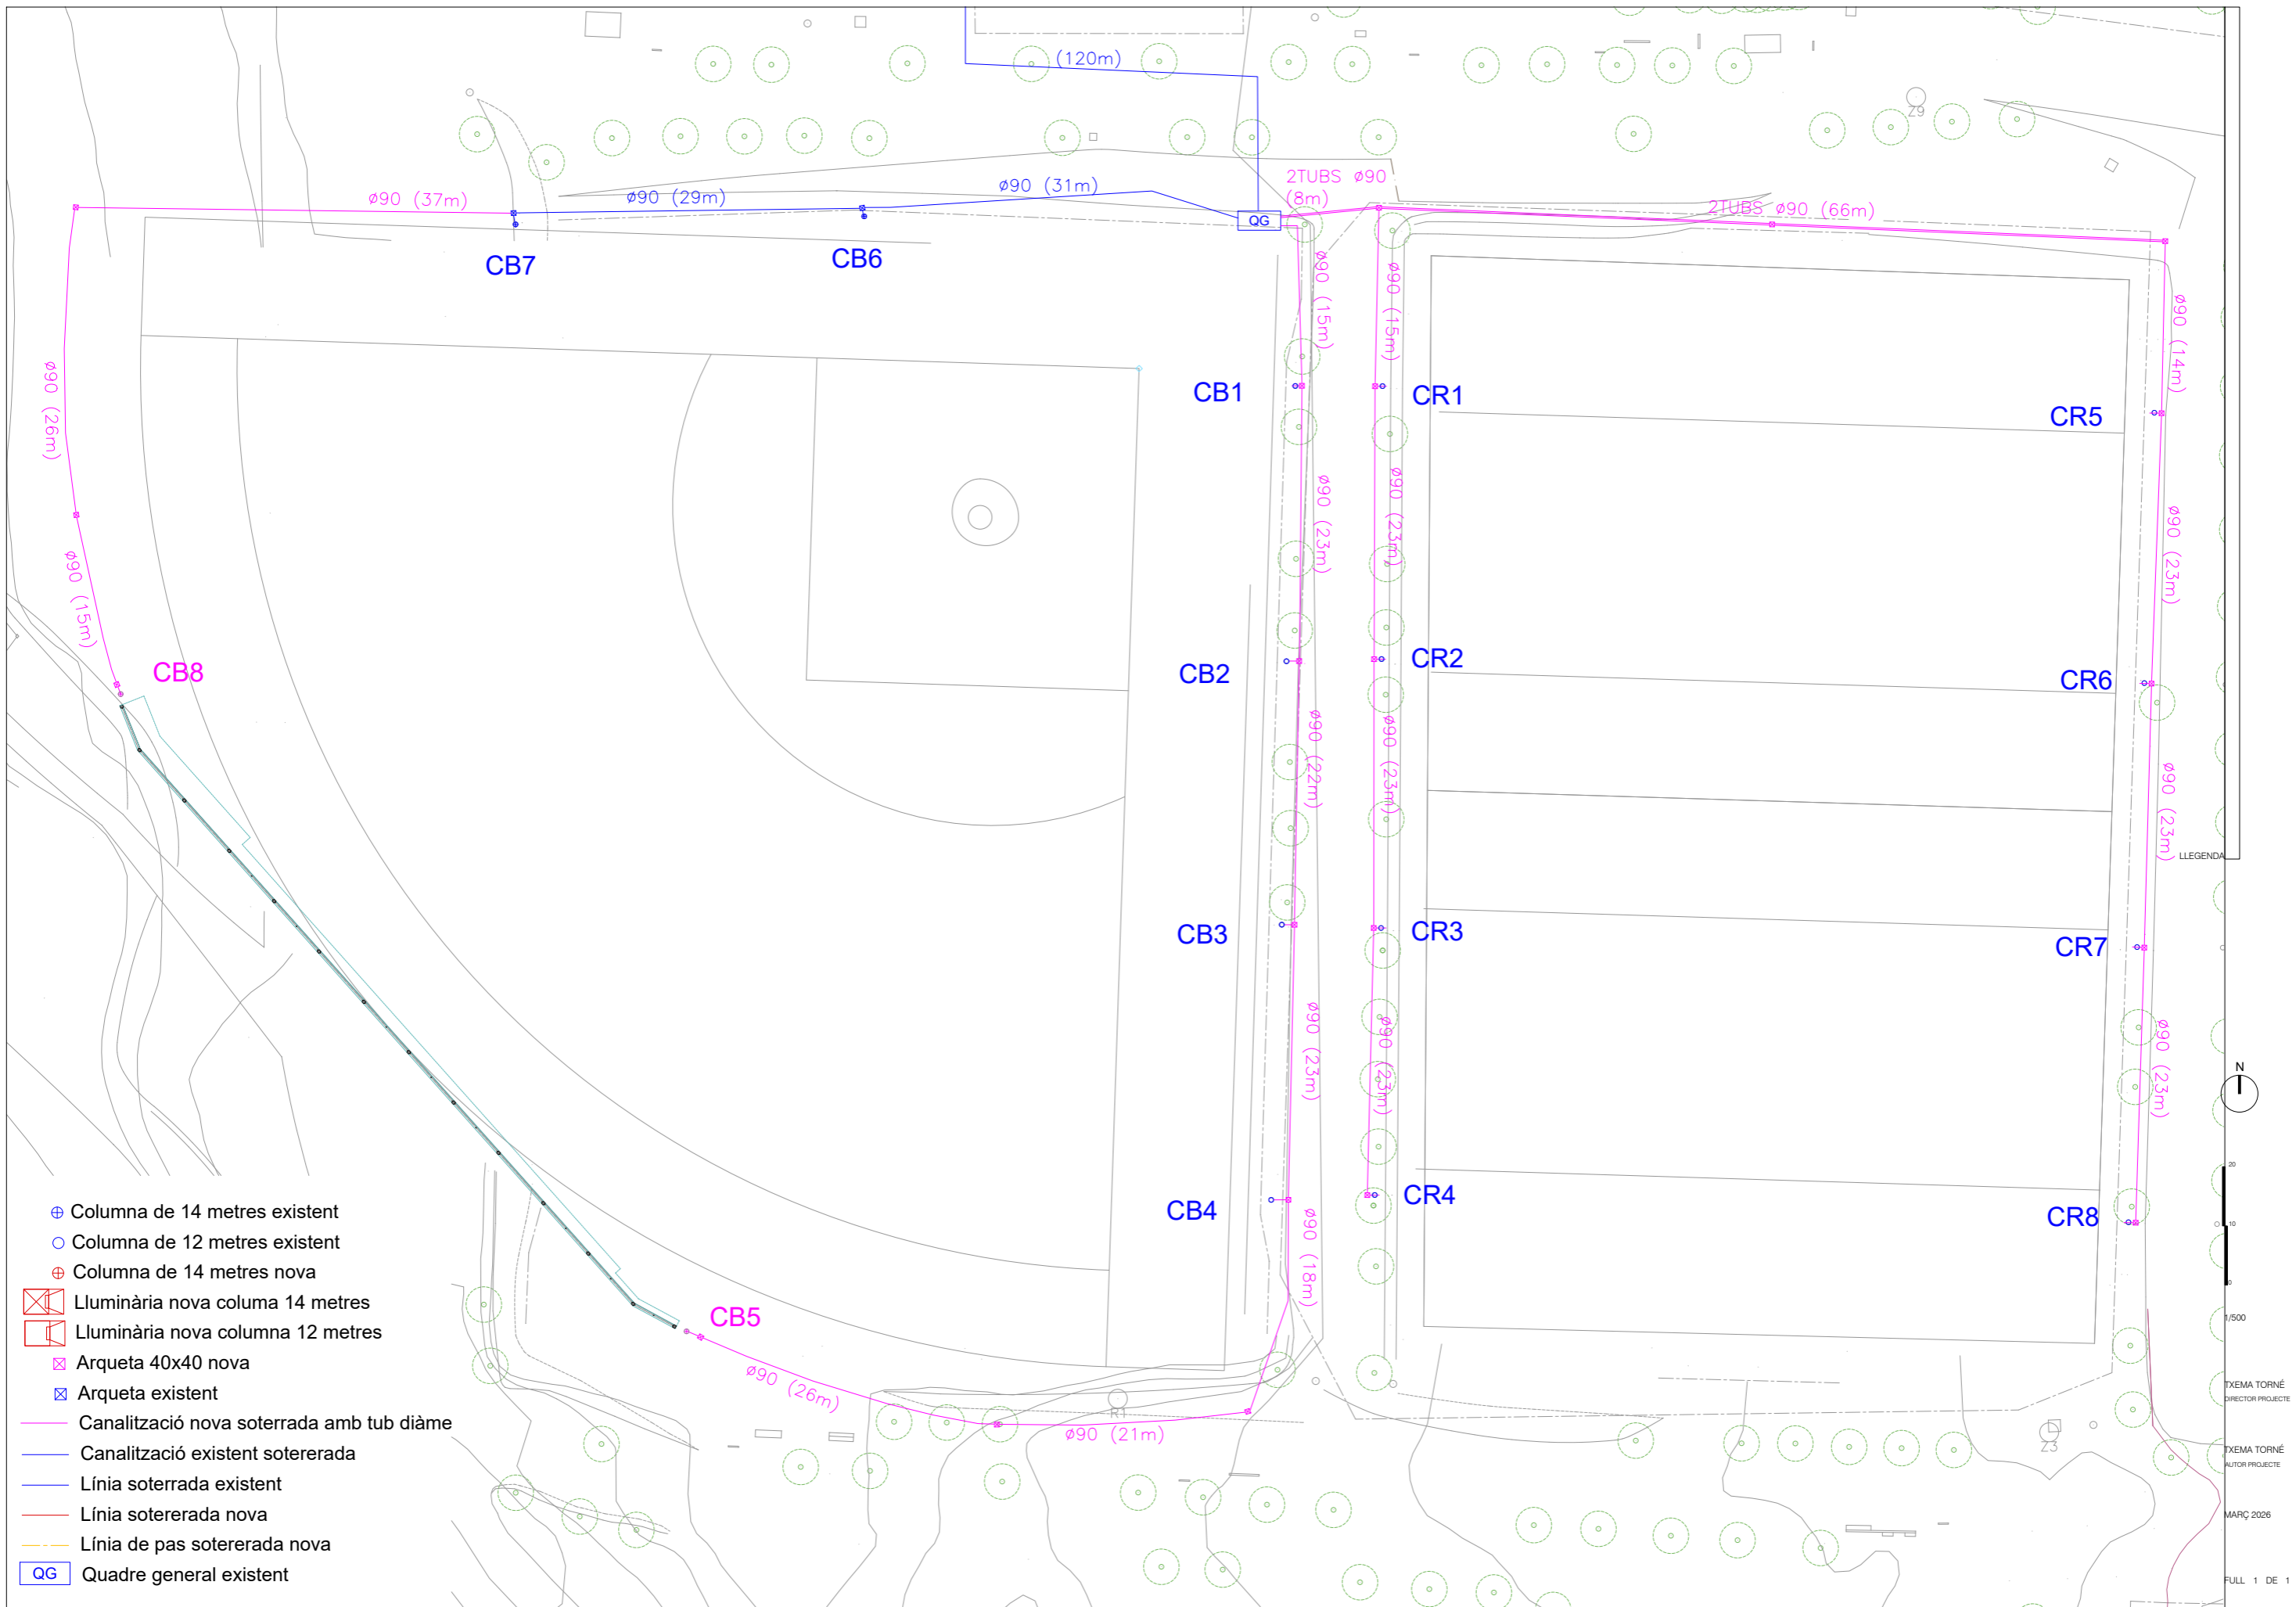 (120m)
Z9
2TUBS ø90
(8m)
ø90 (37m)
ø90 (29m)
ø90 (31m)
QG
2TUBS ø90 (66m)
CB7
CB6
ø90 (15m)
ø90 (15m)
ø90 (14m)
CB1
CR1
CR5
ø90 (26m)
ø90 (23m)
ø90 (23m)
ø90 (23m)
ø90 (15m)
CB8
CB2
CR2
CR6
ø90 (22m)
ø90 (23m)
ø90 (23m)
LLEGENDA
CB3
CR3
CR7
ø90 (23m)
ø90 (23m)
ø90 (23m)
N
20
CB4
CR4
CR8
10
ø90 (18m)
0
1/500
Columna de 14 metres existent
Columna de 12 metres existent
Columna de 14 metres nova
Lluminària nova columa 14 metres
Lluminària nova columna 12 metres
Arqueta 40x40 nova
Arqueta existent
Canalització nova soterrada amb tub diàme
Canalització existent sotererada
Línia soterrada existent
Línia sotererada nova
Línia de pas sotererada nova
QG Quadre general existent
CB5
ø90 (26m)
R1
ø90 (21m)
Z3
TXEMA TORNÉ
DIRECTOR PROJECTE
TXEMA TORNÉ
AUTOR PROJECTE
MARÇ 2026
FULL 1 DE 1